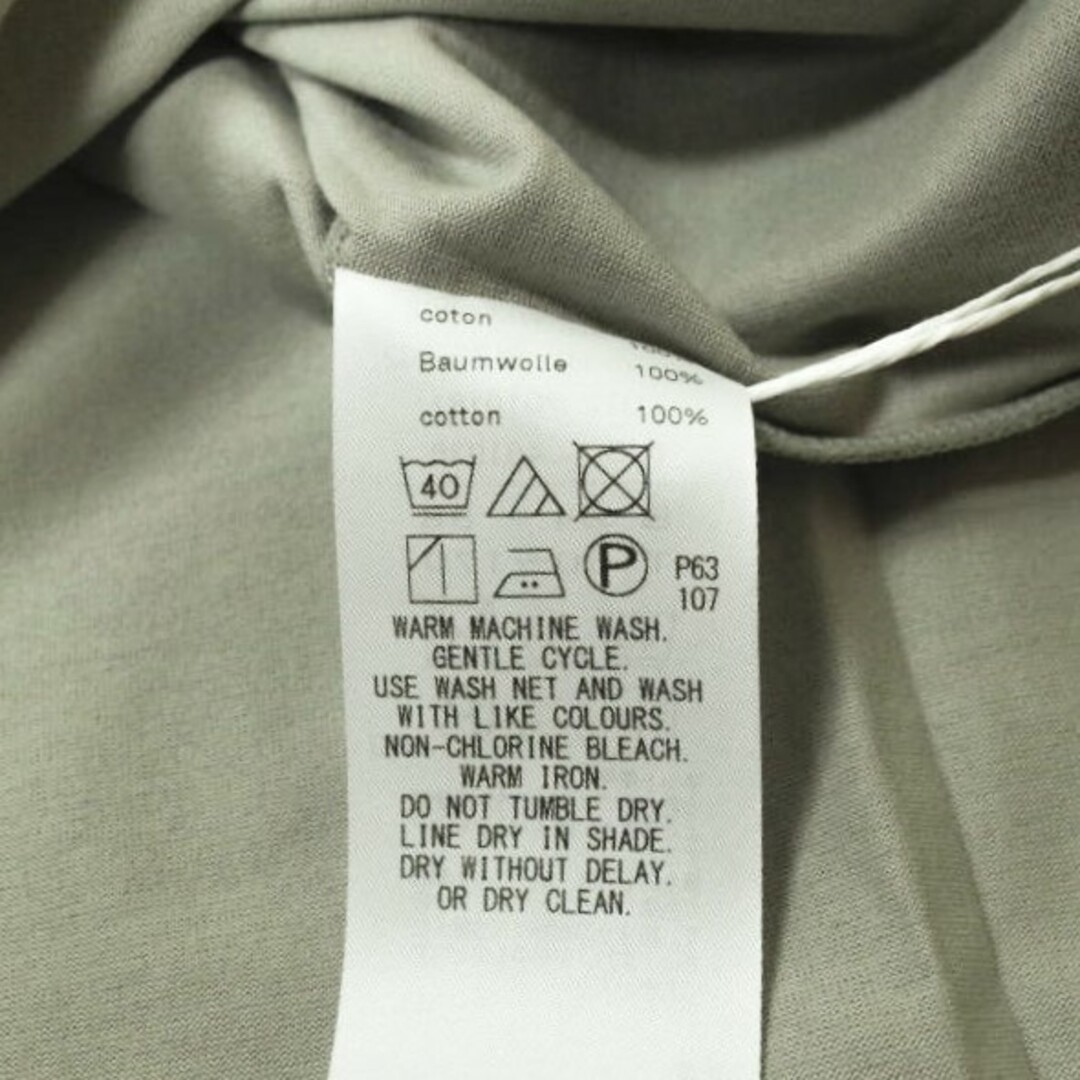 coton
Baumwolle 100%
cotton 100%
40
P P63
107
WARM MACHINE WASH.
GENTLE CYCLE.
USE WASH NET AND WASH
WITH LIKE COLOURS.
NON-CHLORINE BLEACH.
WARM IRON.
DO NOT TUMBLE DRY.
LINE DRY IN SHADE.
DRY WITHOUT DELAY.
OR DRY CLEAN.